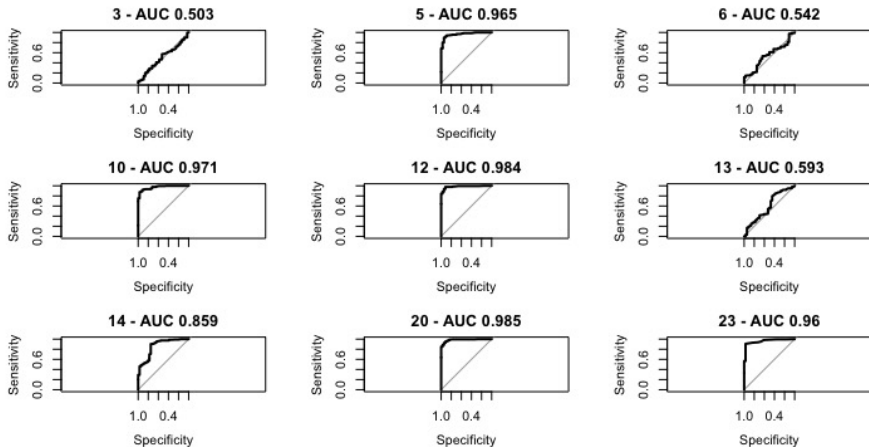 3 - AUC 0.503
Sensitivity
0.0 0.6
1.0 0.4
Specificity
5 - AUC 0.965
Sensitivity
0.0 0.6
1.0 0.4
Specificity
6 - AUC 0.542
Sensitivity
0.0 0.6
1.0 0.4
Specificity
10 - AUC 0.971
Sensitivity
0.0 0.6
1.0 0.4
Specificity
12 - AUC 0.984
Sensitivity
0.0 0.6
1.0 0.4
Specificity
13 - AUC 0.593
Sensitivity
0.0 0.6
1.0 0.4
Specificity
14 - AUC 0.859
Sensitivity
0.0 0.6
1.0 0.4
Specificity
20 - AUC 0.985
Sensitivity
0.0 0.6
1.0 0.4
Specificity
23 - AUC 0.96
Sensitivity
0.0 0.6
1.0 0.4
Specificity